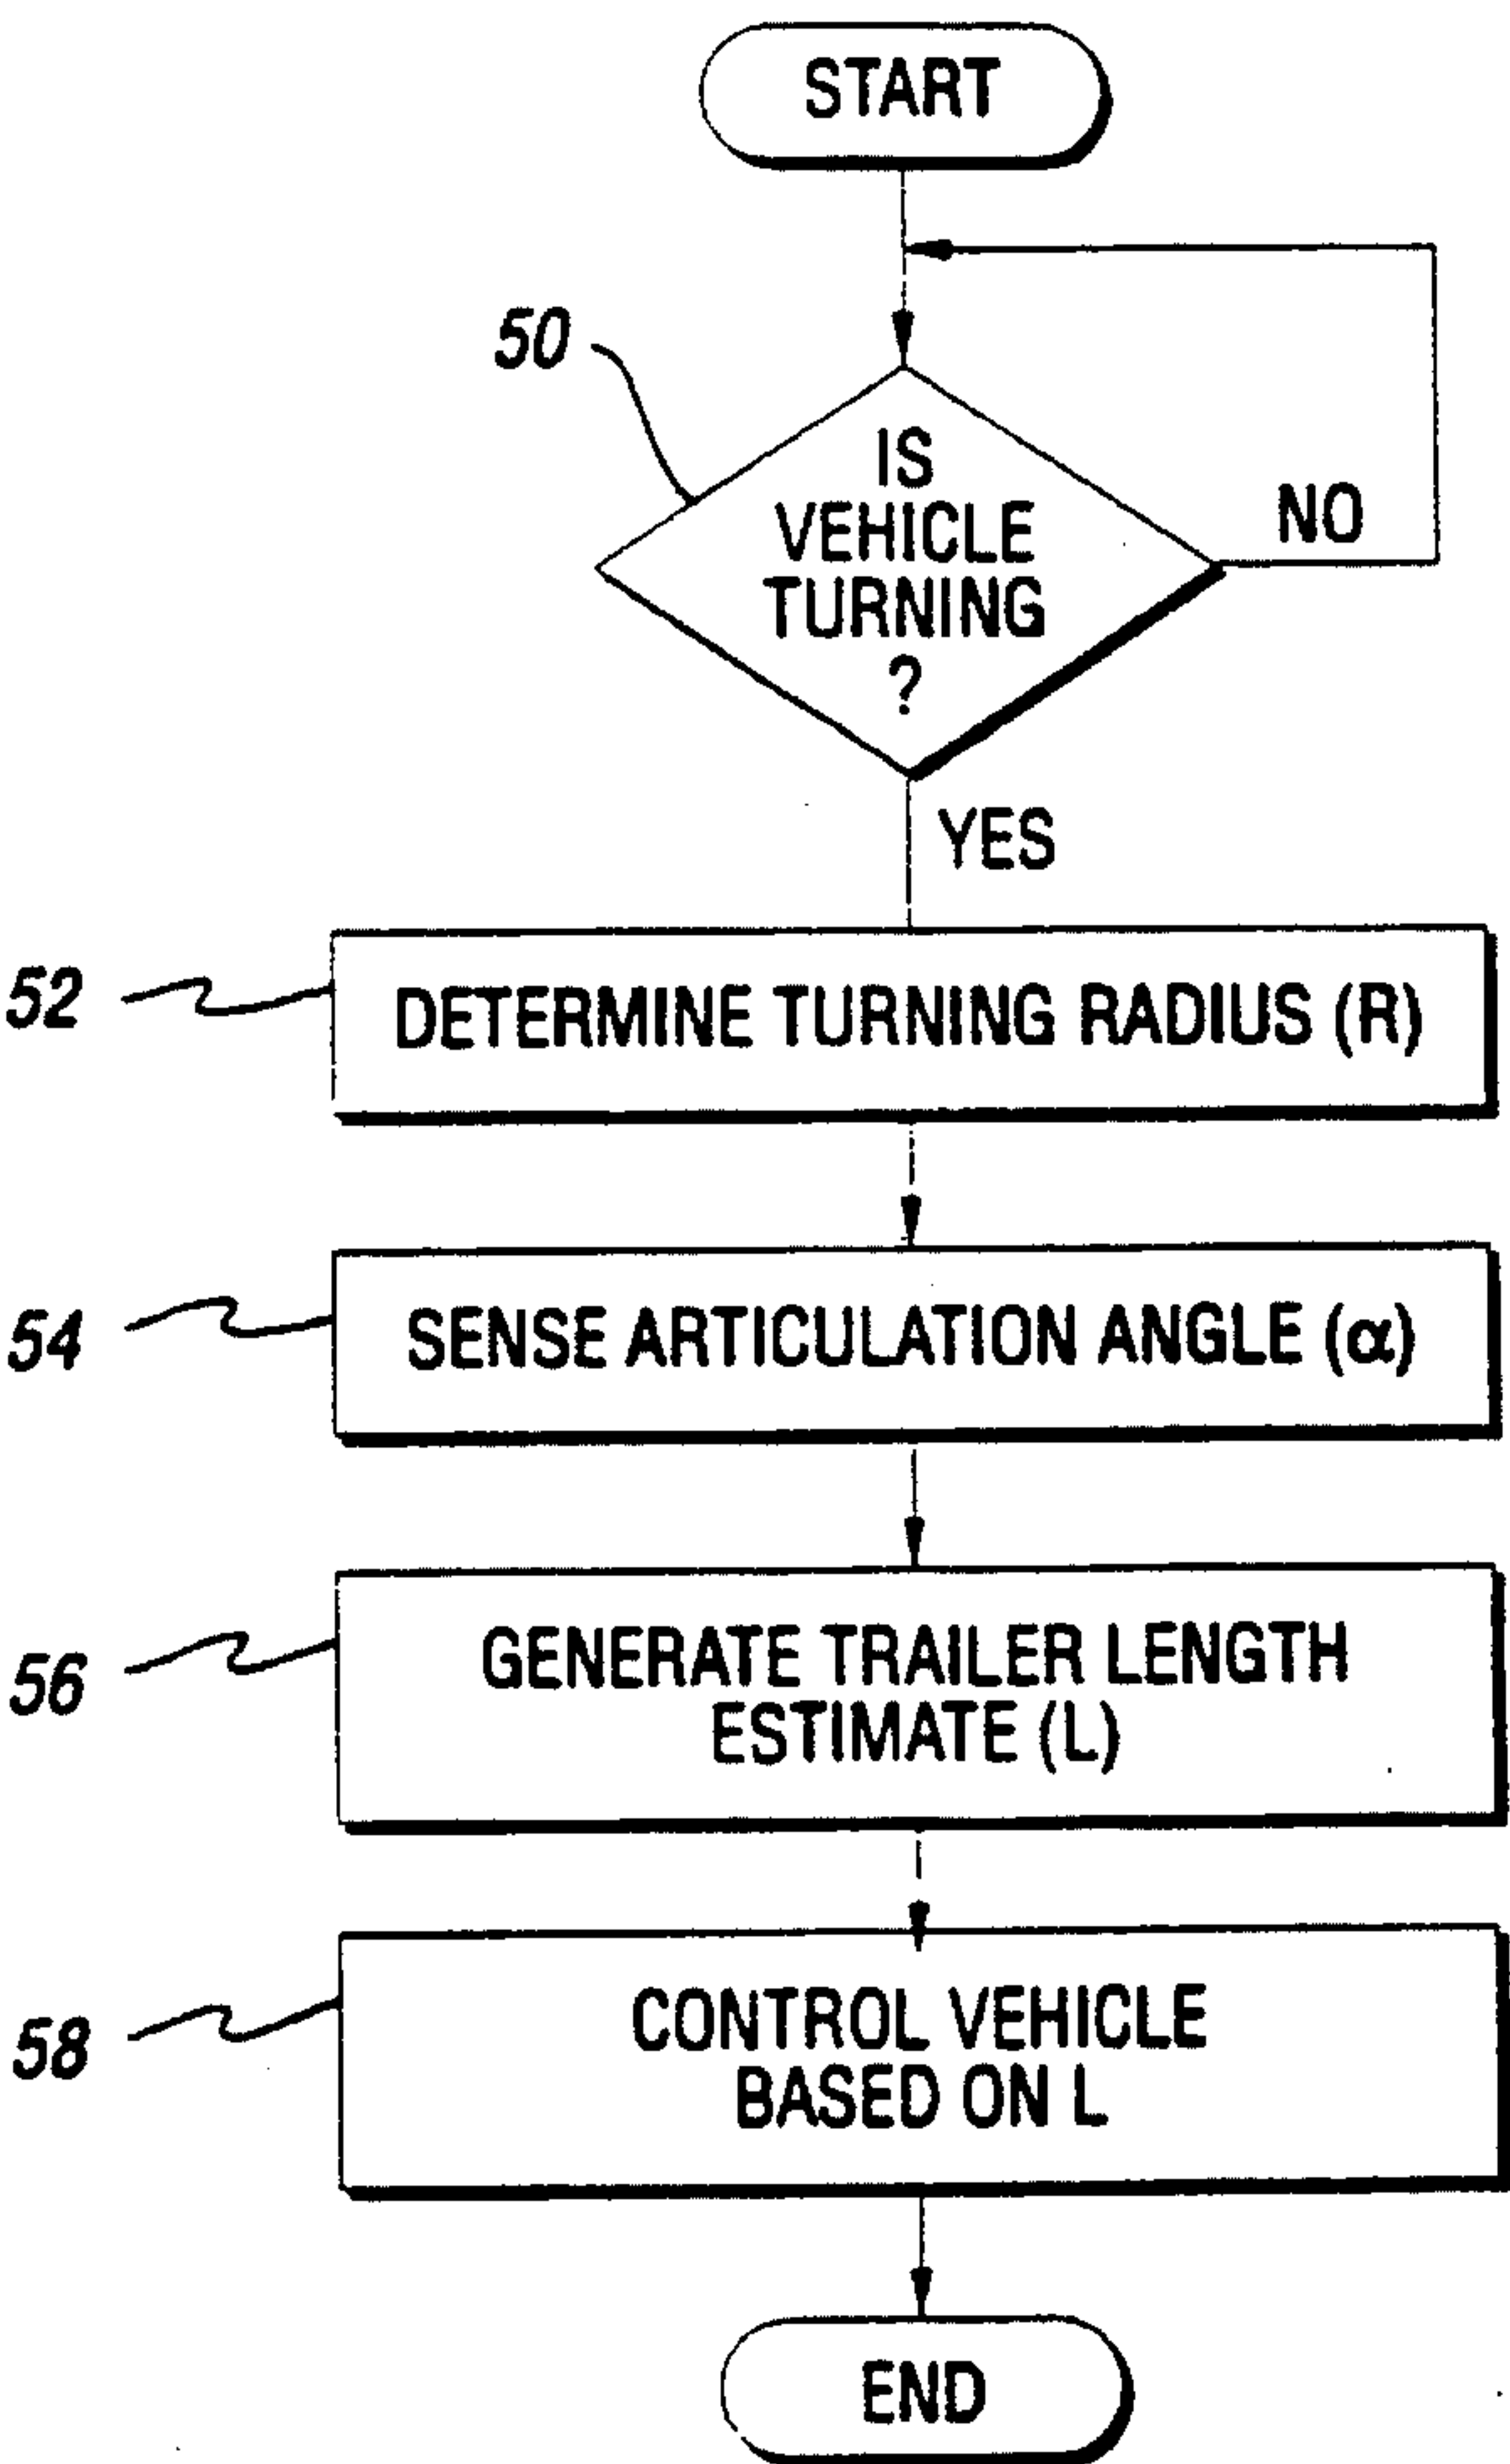 START
50
IS
VEHICLE
TURNING
?
NO
YES
52
DETERMINE TURNING RADIUS (R)
54
SENSE ARTICULATION ANGLE (α)
56
GENERATE TRAILER LENGTH
ESTIMATE (L)
58
CONTROL VEHICLE
BASED ON L
END